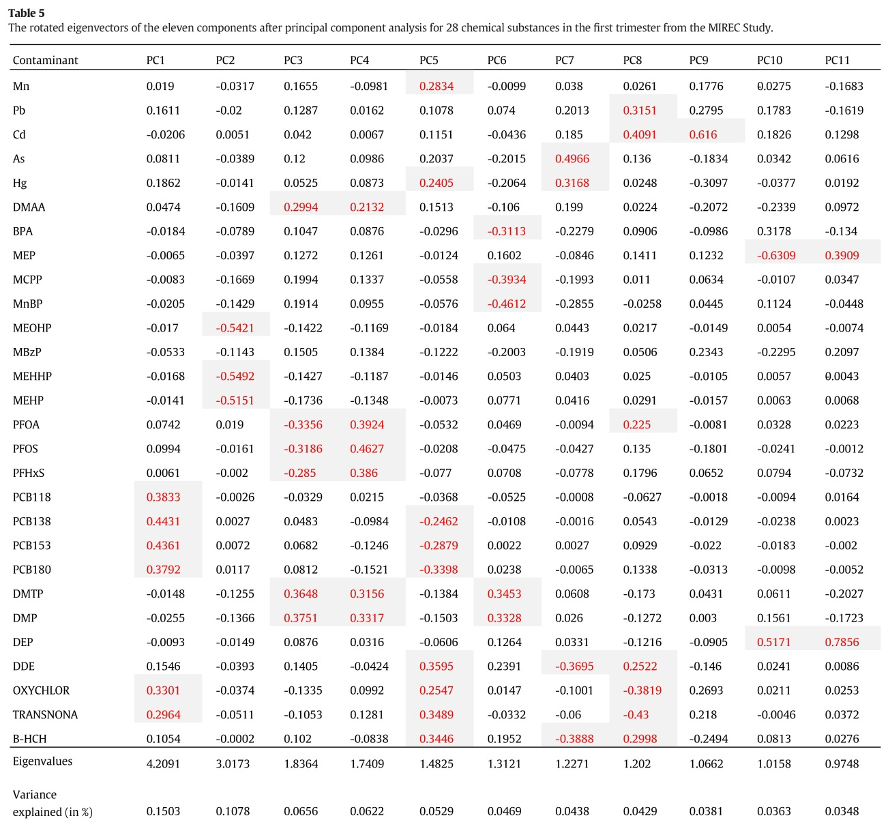 Table 5
The rotated eigenvectors of the eleven components after principal component analysis for 28 chemical substances in the first trimester from the MIREC Study.
Contaminant PC1 PC2 PC3 PC4 PC5 PC6 PC7 PC8 PC9 PC10 PC11
Mn 0.019 -0.0317 0.1655 -0.0981 0.2834 -0.0099 0.038 0.0261 0.1776 0.0275 -0.1683
Pb 0.1611 -0.02 0.1287 0.0162 0.1078 0.074 0.2013 0.3151 0.2795 0.1783 -0.1619
Cd -0.0206 0.0051 0.042 0.0067 0.1151 -0.0436 0.185 0.4091 0.616 0.1826 0.1298
As 0.0811 -0.0389 0.12 0.0986 0.2037 -0.2015 0.4966 0.136 -0.1834 0.0342 0.0616
Hg 0.1862 -0.0141 0.0525 0.0873 0.2405 -0.2064 0.3168 0.0248 -0.3097 -0.0377 0.0192
DMAA 0.0474 -0.1609 0.2994 0.2132 0.1513 -0.106 0.199 0.0224 -0.2072 -0.2339 0.0972
BPA -0.0184 -0.0789 0.1047 0.0876 -0.0296 -0.3113 -0.2279 0.0906 -0.0986 0.3178 -0.134
MEP -0.0065 -0.0397 0.1272 0.1261 -0.0124 0.1602 -0.0846 0.1411 0.1232 -0.6309 0.3909
MCPP -0.0083 -0.1669 0.1994 0.1337 -0.0558 -0.3934 -0.1993 0.011 0.0634 -0.0107 0.0347
MnBP -0.0205 -0.1429 0.1914 0.0955 -0.0576 -0.4612 -0.2855 -0.0258 0.0445 0.1124 -0.0448
MEOHP -0.017 -0.5421 -0.1422 -0.1169 -0.0184 0.064 0.0443 0.0217 -0.0149 0.0054 -0.0074
MBzP -0.0533 -0.1143 0.1505 0.1384 -0.1222 -0.2003 -0.1919 0.0506 0.2343 -0.2295 0.2097
MEHHP -0.0168 -0.5492 -0.1427 -0.1187 -0.0146 0.0503 0.0403 0.025 -0.0105 0.0057 0.0043
MEHP -0.0141 -0.5151 -0.1736 -0.1348 -0.0073 0.0771 0.0416 0.0291 -0.0157 0.0063 0.0068
PFOA 0.0742 0.019 -0.3356 0.3924 -0.0532 0.0469 -0.0094 0.225 -0.0081 0.0328 0.0223
PFOS 0.0994 -0.0161 -0.3186 0.4627 -0.0208 -0.0475 -0.0427 0.135 -0.1801 -0.0241 -0.0012
PFHxS 0.0061 -0.002 -0.285 0.386 -0.077 0.0708 -0.0778 0.1796 0.0652 0.0794 -0.0732
PCB118 0.3833 -0.0026 -0.0329 0.0215 -0.0368 -0.0525 -0.0008 -0.0627 -0.0018 -0.0094 0.0164
PCB138 0.4431 0.0027 0.0483 -0.0984 -0.2462 -0.0108 -0.0016 0.0543 -0.0129 -0.0238 0.0023
PCB153 0.4361 0.0072 0.0682 -0.1246 -0.2879 0.0022 0.0027 0.0929 -0.022 -0.0183 -0.002
PCB180 0.3792 0.0117 0.0812 -0.1521 -0.3398 0.0238 -0.0065 0.1338 -0.0313 -0.0098 -0.0052
DMTP -0.0148 -0.1255 0.3648 0.3156 -0.1384 0.3453 0.0608 -0.173 0.0431 0.0611 -0.2027
DMP -0.0255 -0.1366 0.3751 0.3317 -0.1503 0.3328 0.026 -0.1272 0.003 0.1561 -0.1723
DEP -0.0093 -0.0149 0.0876 0.0316 -0.0606 0.1264 0.0331 -0.1216 -0.0905 0.5171 0.7856
DDE 0.1546 -0.0393 0.1405 -0.0424 0.3595 0.2391 -0.3695 0.2522 -0.146 0.0241 0.0086
OXYCHLOR 0.3301 -0.0374 -0.1335 0.0992 0.2547 0.0147 -0.1001 -0.3819 0.2693 0.0211 0.0253
TRANSNONA 0.2964 -0.0511 -0.1053 0.1281 0.3489 -0.0332 -0.06 -0.43 0.218 -0.0046 0.0372
B-HCH 0.1054 -0.0002 0.102 -0.0838 0.3446 0.1952 -0.3888 0.2998 -0.2494 0.0813 0.0276
Eigenvalues 4.2091 3.0173 1.8364 1.7409 1.4825 1.3121 1.2271 1.202 1.0662 1.0158 0.9748
Variance
explained (in %) 0.1503 0.1078 0.0656 0.0622 0.0529 0.0469 0.0438 0.0429 0.0381 0.0363 0.0348